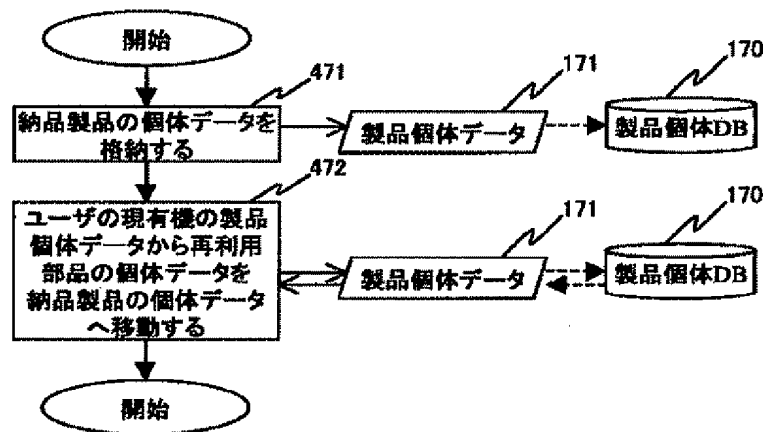 開始
471
納品製品の個体データを
格納する
171
製品個体データ
170
製品個体DB
472
ユーザの現有機の製品
個体データから再利用
部品の個体データを
納品製品の個体データ
へ移動する
171
製品個体データ
170
製品個体DB
開始